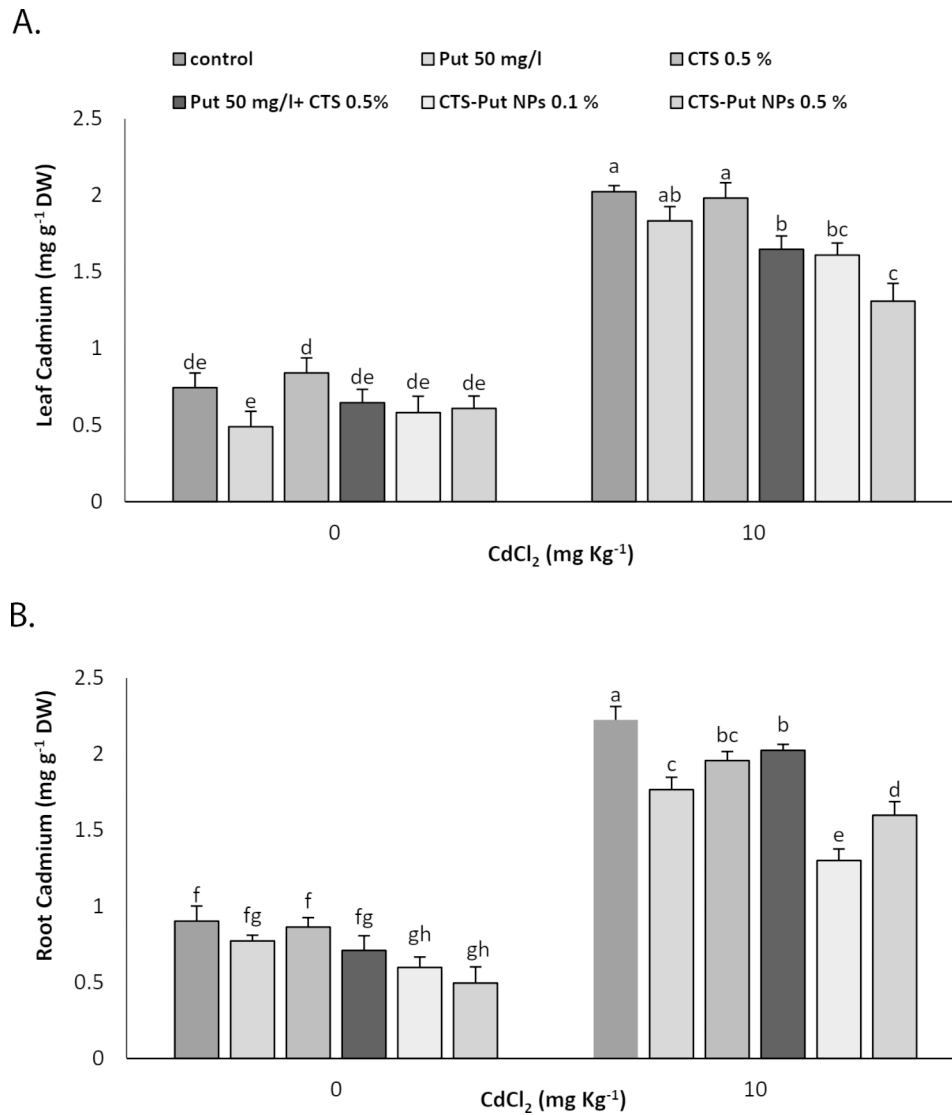 A.
control Put 50 mg/l CTS 0.5 %
Put 50 mg/l+ CTS 0.5% CTS-Put NPs 0.1 % CTS-Put NPs 0.5 %
Leaf Cadmium (mg g⁻¹ DW)
2.5
2
1.5
1
0.5
0
de e d de de de
a ab a b bc c
0 10
CdCl₂ (mg Kg⁻¹)
B.
Root Cadmium (mg g⁻¹ DW)
2.5
2
1.5
1
0.5
0
f fg f fg gh gh
a c bc b e d
0 10
CdCl₂ (mg Kg⁻¹)